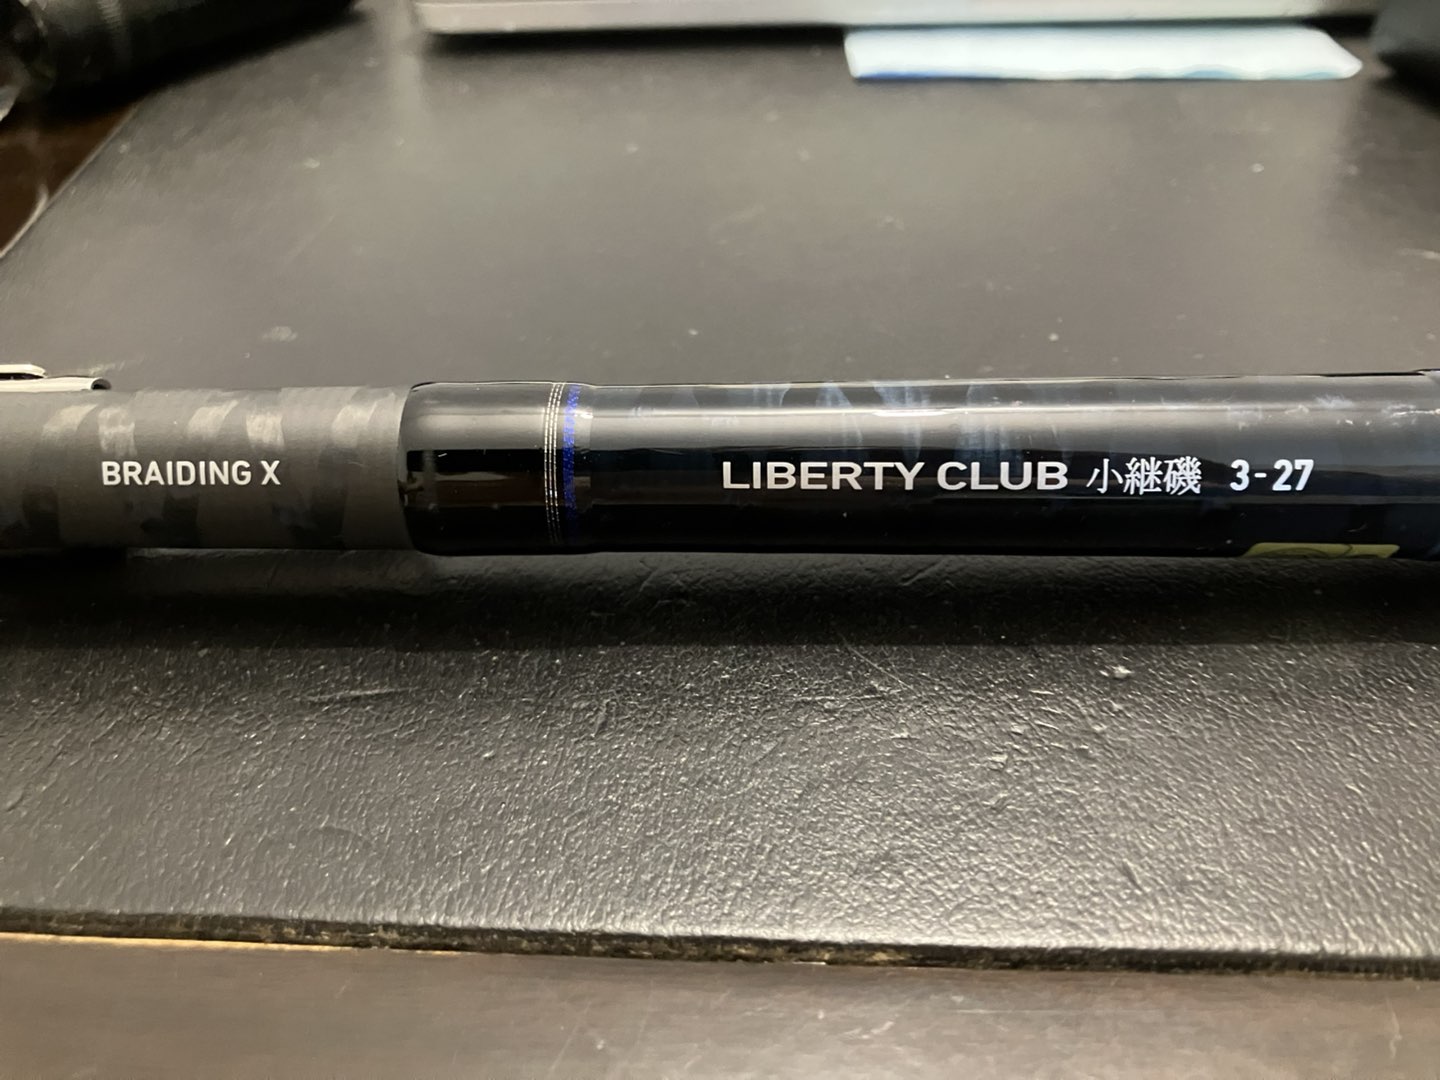 BRAIDING X
LIBERTY CLUB 小継磯 3-27